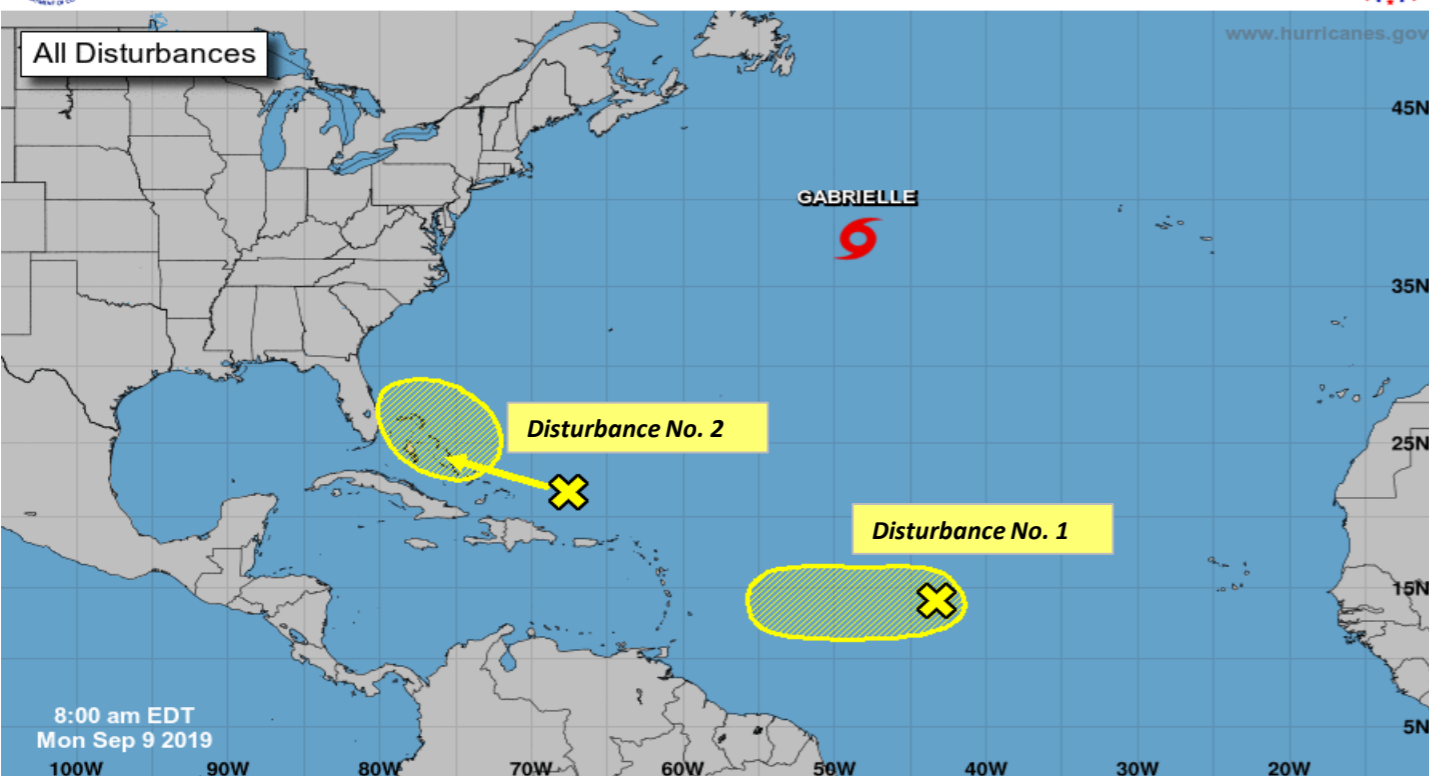 www.hurricanes.gov
All Disturbances
45N
GABRIELLE
35N
Disturbance No. 2
25N
Disturbance No. 1
15N
8:00 am EDT
Mon Sep 9 2019
5N
100W 90W 80W 70W 60W 50W 40W 30W 20W